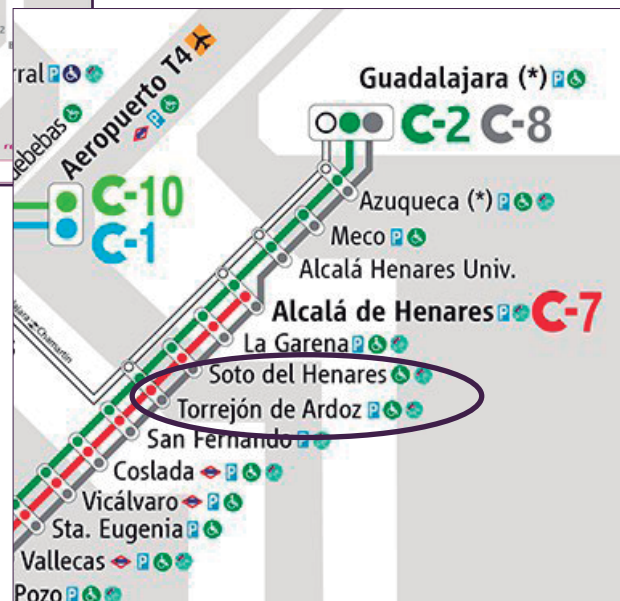 Aeropuerto T4
C-10
C-1
Guadalajara (*)
C-2 C-8
Azuqueca (*)
Meco
Alcalá Henares Univ.
Alcalá de Henares C-7
La Garena
Soto del Henares
Torrejón de Ardoz
San Fernando
Coslada
Vicálvaro
Sta. Eugenia
Vallecas
Pozo
Chamartín